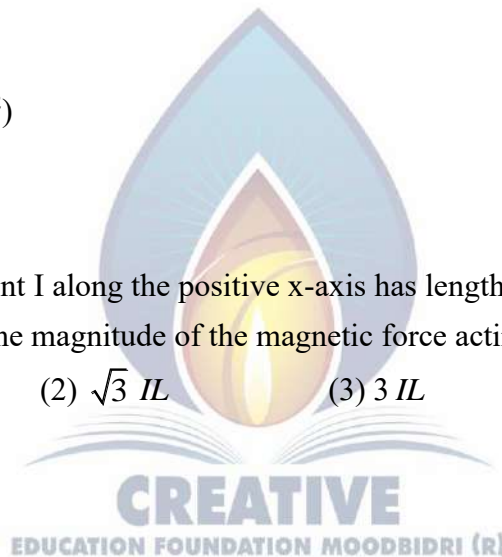 )
nt I along the positive x-axis has length
ne magnitude of the magnetic force acti
(2) √3 IL (3) 3 IL
CREATIVE
EDUCATION FOUNDATION MOODBIDRI (R)